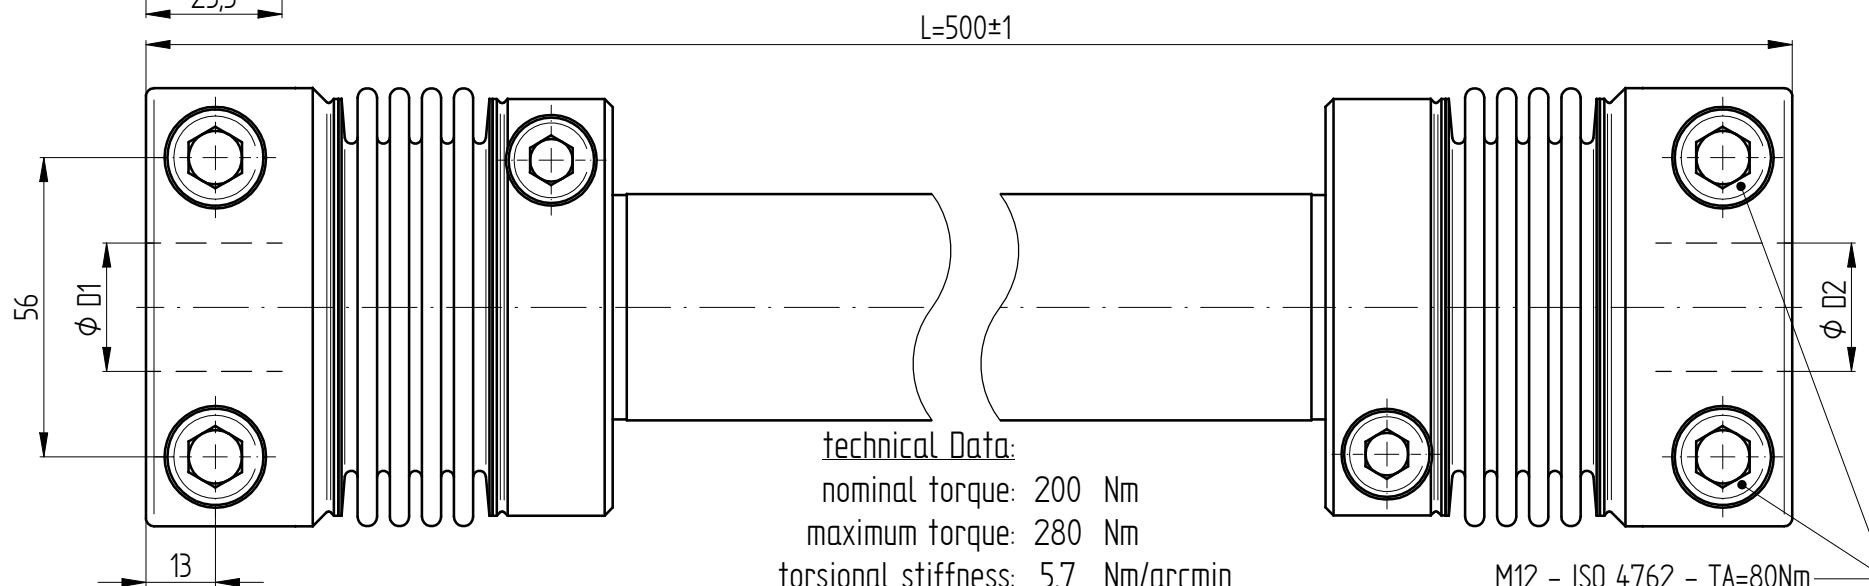 25,5
L=500±1
56
ϕ D1
ϕ D2
technical Data:
nominal torque: 200 Nm
maximum torque: 280 Nm
torsional stiffness: 5,7 Nm/arcmin
13
M12 - ISO 4762 - TA=80Nm